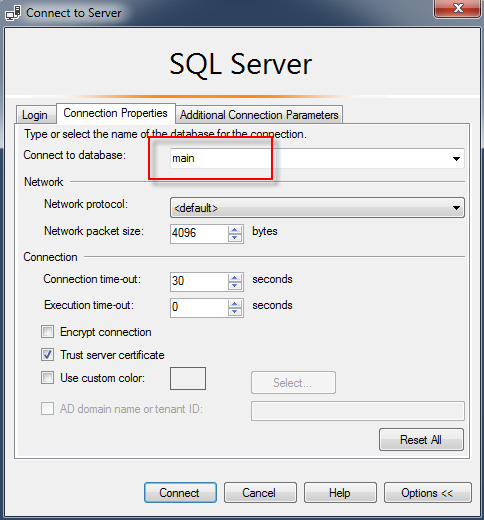 Connect to Server
SQL Server
Login Connection Properties Additional Connection Parameters
Type or select the name of the database for the connection.
Connect to database: main
Network
Network protocol: <default>
Network packet size: 4096 bytes
Connection
Connection time-out: 30 seconds
Execution time-out: 0 seconds
Encrypt connection
Trust server certificate
Use custom color: Select...
AD domain name or tenant ID:
Reset All
Connect Cancel Help Options <<